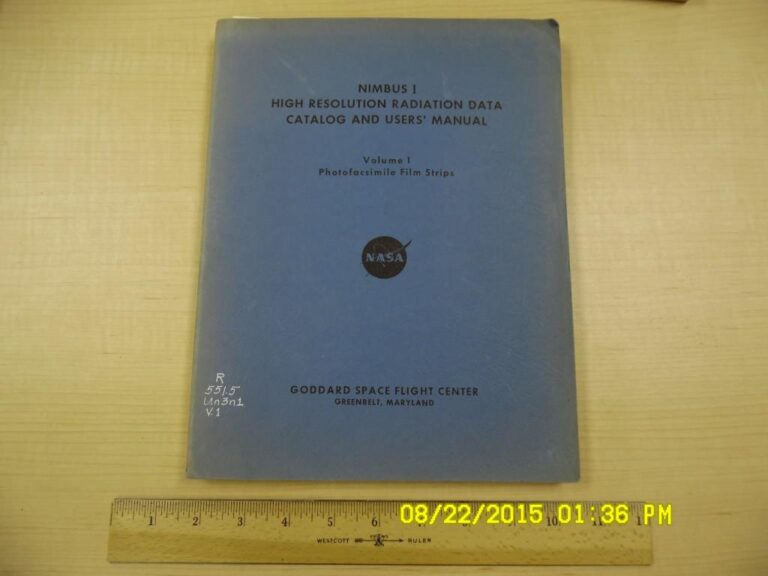 NIMBUS I
HIGH RESOLUTION RADIATION DATA
CATALOG AND USERS' MANUAL
Volume I
Photofacsimile Film Strips
NASA
GODDARD SPACE FLIGHT CENTER
GREENBELT, MARYLAND
R
551.5
Un3n1
V.1
1 2 3 4 5 6 10 11
08/22/2015 01:36 PM
WESTCOTT RULER